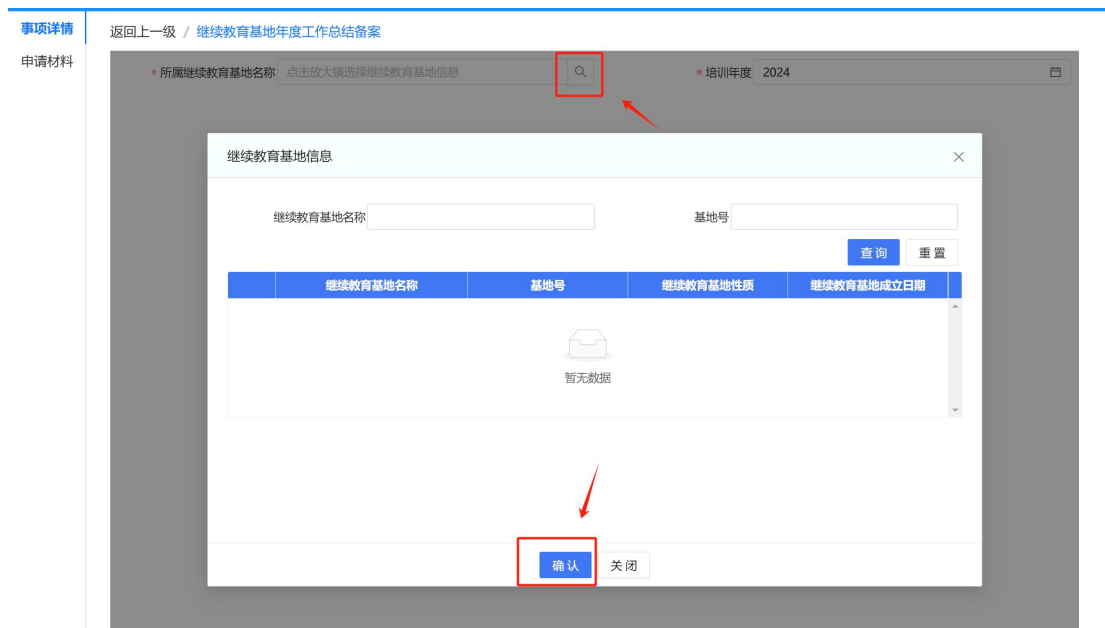 事项详情
返回上一级 / 继续教育基地年度工作总结备案
申请材料
* 所属继续教育基地名称 点击放大镜选择继续教育基地信息 * 培训年度 2024
继续教育基地信息
继续教育基地名称 基地号
查询 重置
继续教育基地名称 基地号 继续教育基地性质 继续教育基地成立日期
暂无数据
确认 关闭